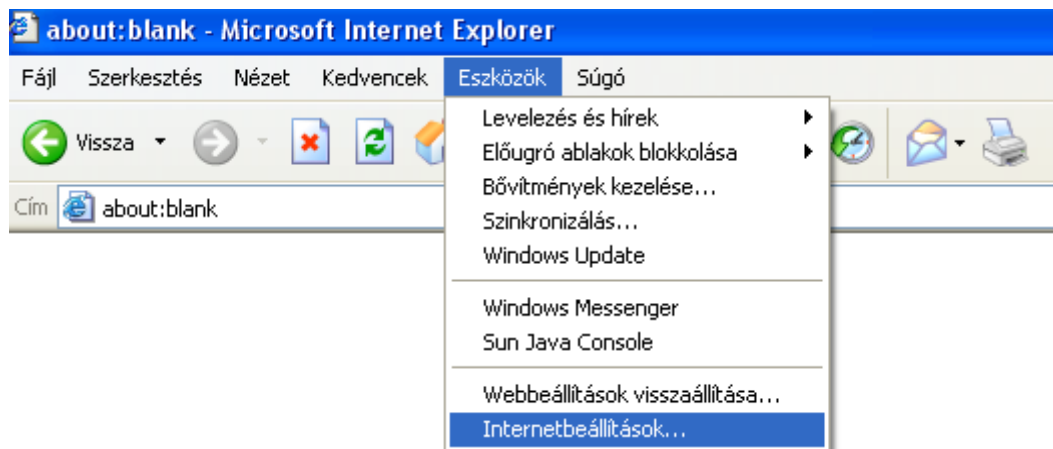 about:blank - Microsoft Internet Explorer
Fájl Szerkesztés Nézet Kedvencek Eszközök Súgó
Vissza
Cím about:blank
Levelezés és hírek
Előugró ablakok blokkolása
Bővítmények kezelése...
Szinkronizálás...
Windows Update
Windows Messenger
Sun Java Console
Webbeállítások visszaállítása...
Internetbeállítások...